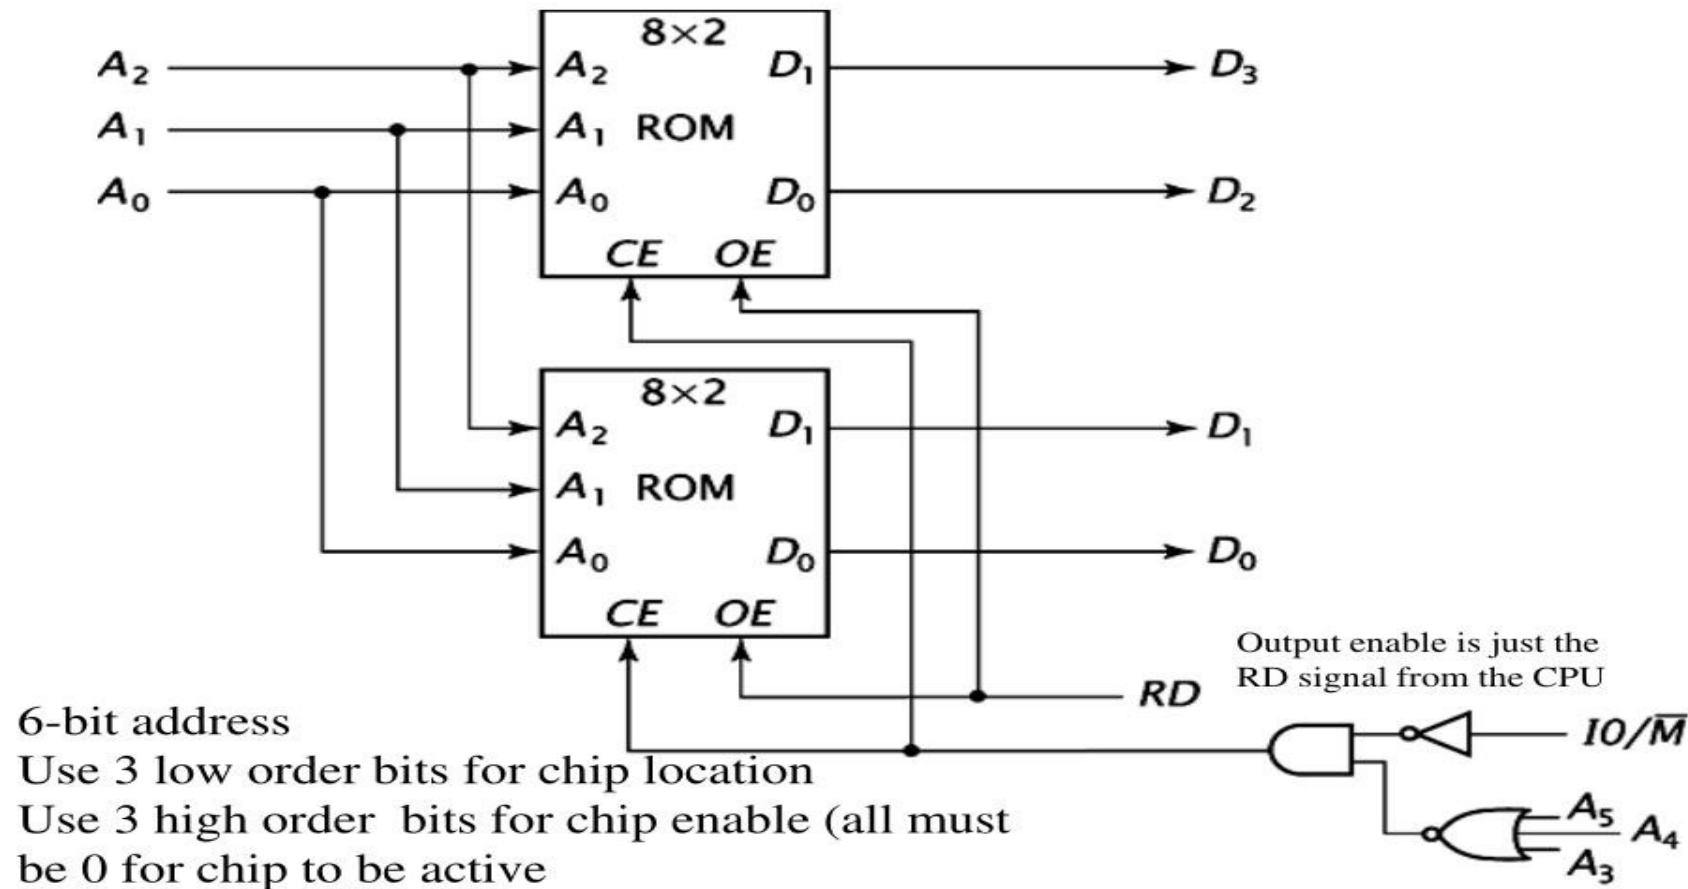 8×2
A₂ A₂ D₁ D₃
A₁ A₁ ROM
A₀ A₀ D₀ D₂
CE OE
8×2
A₂ D₁ D₁
A₁ ROM
A₀ D₀ D₀
CE OE
Output enable is just the
RD signal from the CPU
RD
IO/M̅
A₅
A₄
A₃
6-bit address
Use 3 low order bits for chip location
Use 3 high order bits for chip enable (all must
be 0 for chip to be active